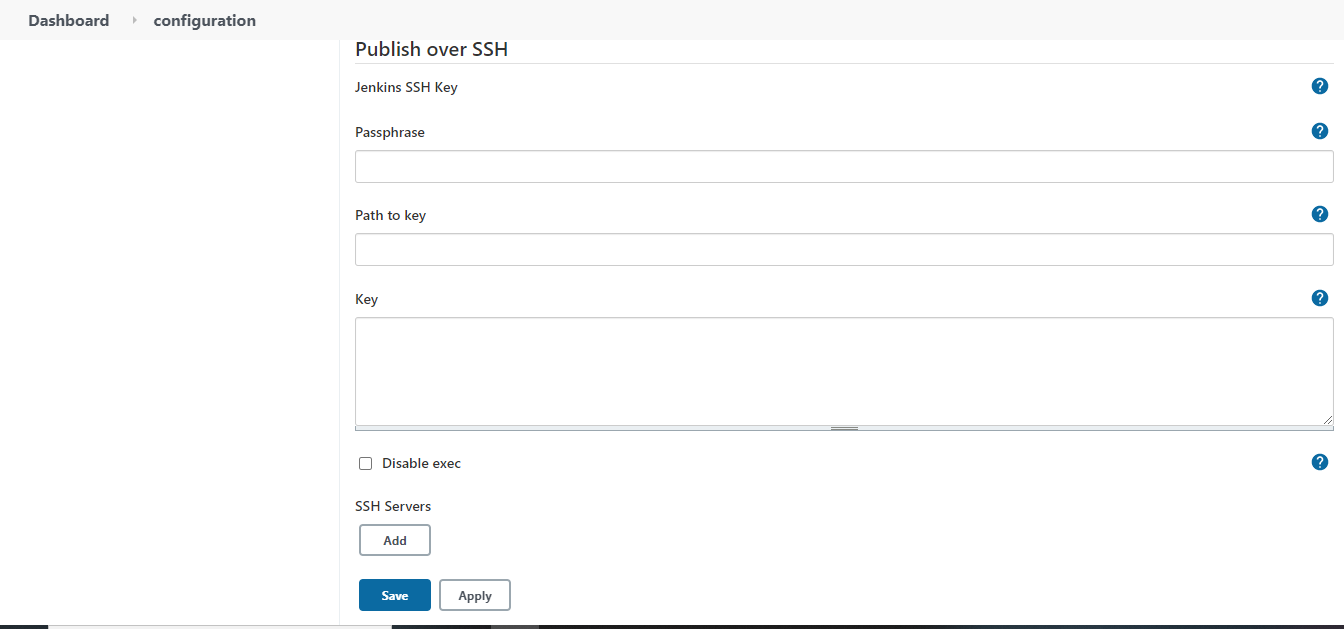 Dashboard configuration
Publish over SSH
Jenkins SSH Key ?
Passphrase ?
Path to key ?
Key ?
Disable exec ?
SSH Servers
Add
Save Apply